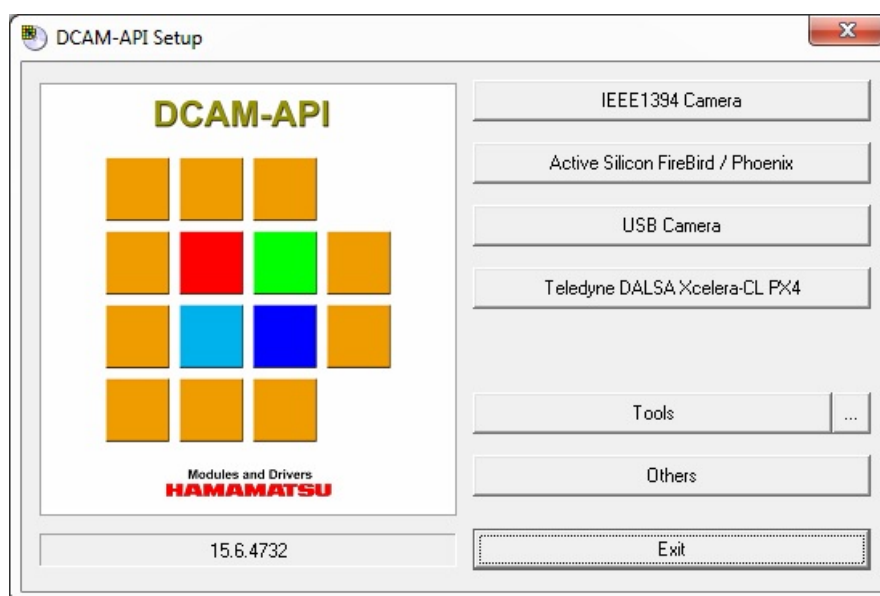 DCAM-API Setup
DCAM-API
Modules and Drivers
HAMAMATSU
15.6.4732
IEEE1394 Camera
Active Silicon FireBird / Phoenix
USB Camera
Teledyne DALSA Xcelera-CL PX4
Tools
...
Others
Exit